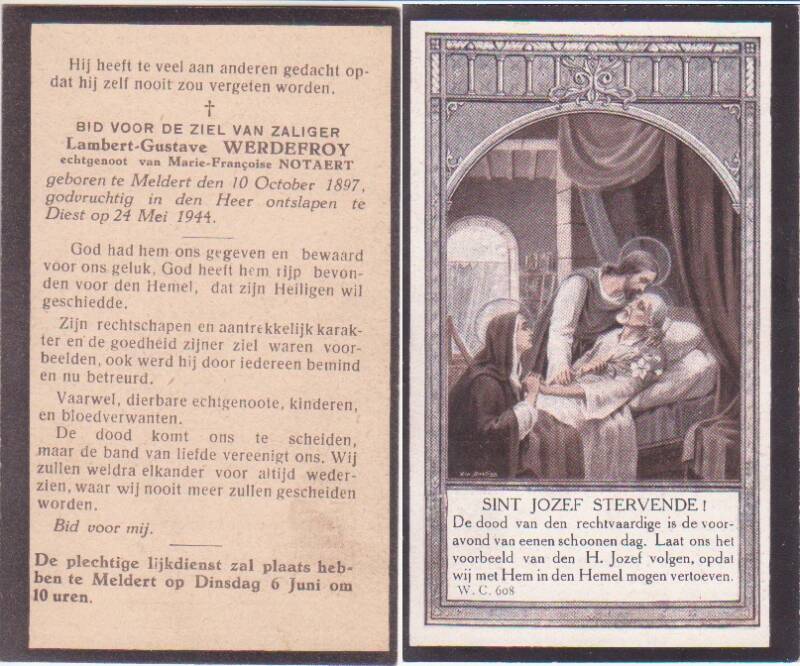 Hij heeft te veel aan anderen gedacht op-
dat hij zelf nooit zou vergeten worden.
†
BID VOOR DE ZIEL VAN ZALIGER
Lambert-Gustave WERDEFROY
echtgenoot van Marie-Françoise NOTAERT
geboren te Meldert den 10 October 1897,
godvruchtig in den Heer ontslapen te
Diest op 24 Mei 1944.
God had hem ons gegeven en bewaard
voor ons geluk, God heeft hem rijp bevon-
den voor den Hemel, dat zijn Heiligen wil
geschiedde.
Zijn rechtschapen en aantrekkelijk karak-
ter en de goedheid zijner ziel waren voor-
beelden, ook werd hij door iedereen bemind
en nu betreurd.
Vaarwel, dierbare echtgenoote, kinderen,
en bloedverwanten.
De dood komt ons te scheiden,
maar de band van liefde vereenigt ons. Wij
zullen weldra elkander voor altijd weder-
zien, waar wij nooit meer zullen gescheiden
worden.
Bid voor mij.
De plechtige lijkdienst zal plaats heb-
ben te Meldert op Dinsdag 6 Juni om
10 uren.
SINT JOZEF STERVENDE!
De dood van den rechtvaardige is de voor-
avond van eenen schoonen dag. Laat ons het
voorbeeld van den H. Jozef volgen, opdat
wij met Hem in den Hemel mogen vertoeven.
W. C. 608